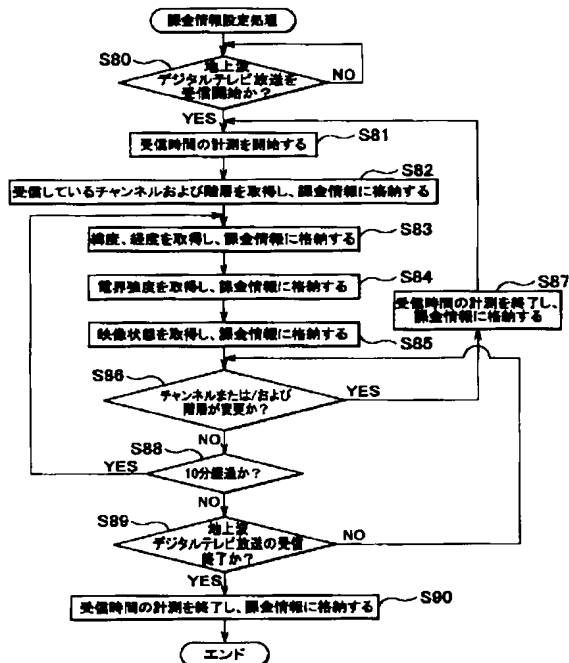 課金情報設定処理
S80
地上波
デジタルテレビ放送を
受信開始か？
NO
YES
S81
受信時間の計測を開始する
S82
受信しているチャンネルおよび階層を取得し、課金情報に格納する
S83
緯度、経度を取得し、課金情報に格納する
S84
電界強度を取得し、課金情報に格納する
S87
受信時間の計測を終了し、
課金情報に格納する
映像状態を取得し、課金情報に格納する
S85
S86
チャンネルまたは/および
階層が変更か？
YES
NO
S88
YES
10分経過か？
NO
S89
地上波
デジタルテレビ放送の受信
終了か？
NO
YES
S90
受信時間の計測を終了し、課金情報に格納する
エンド